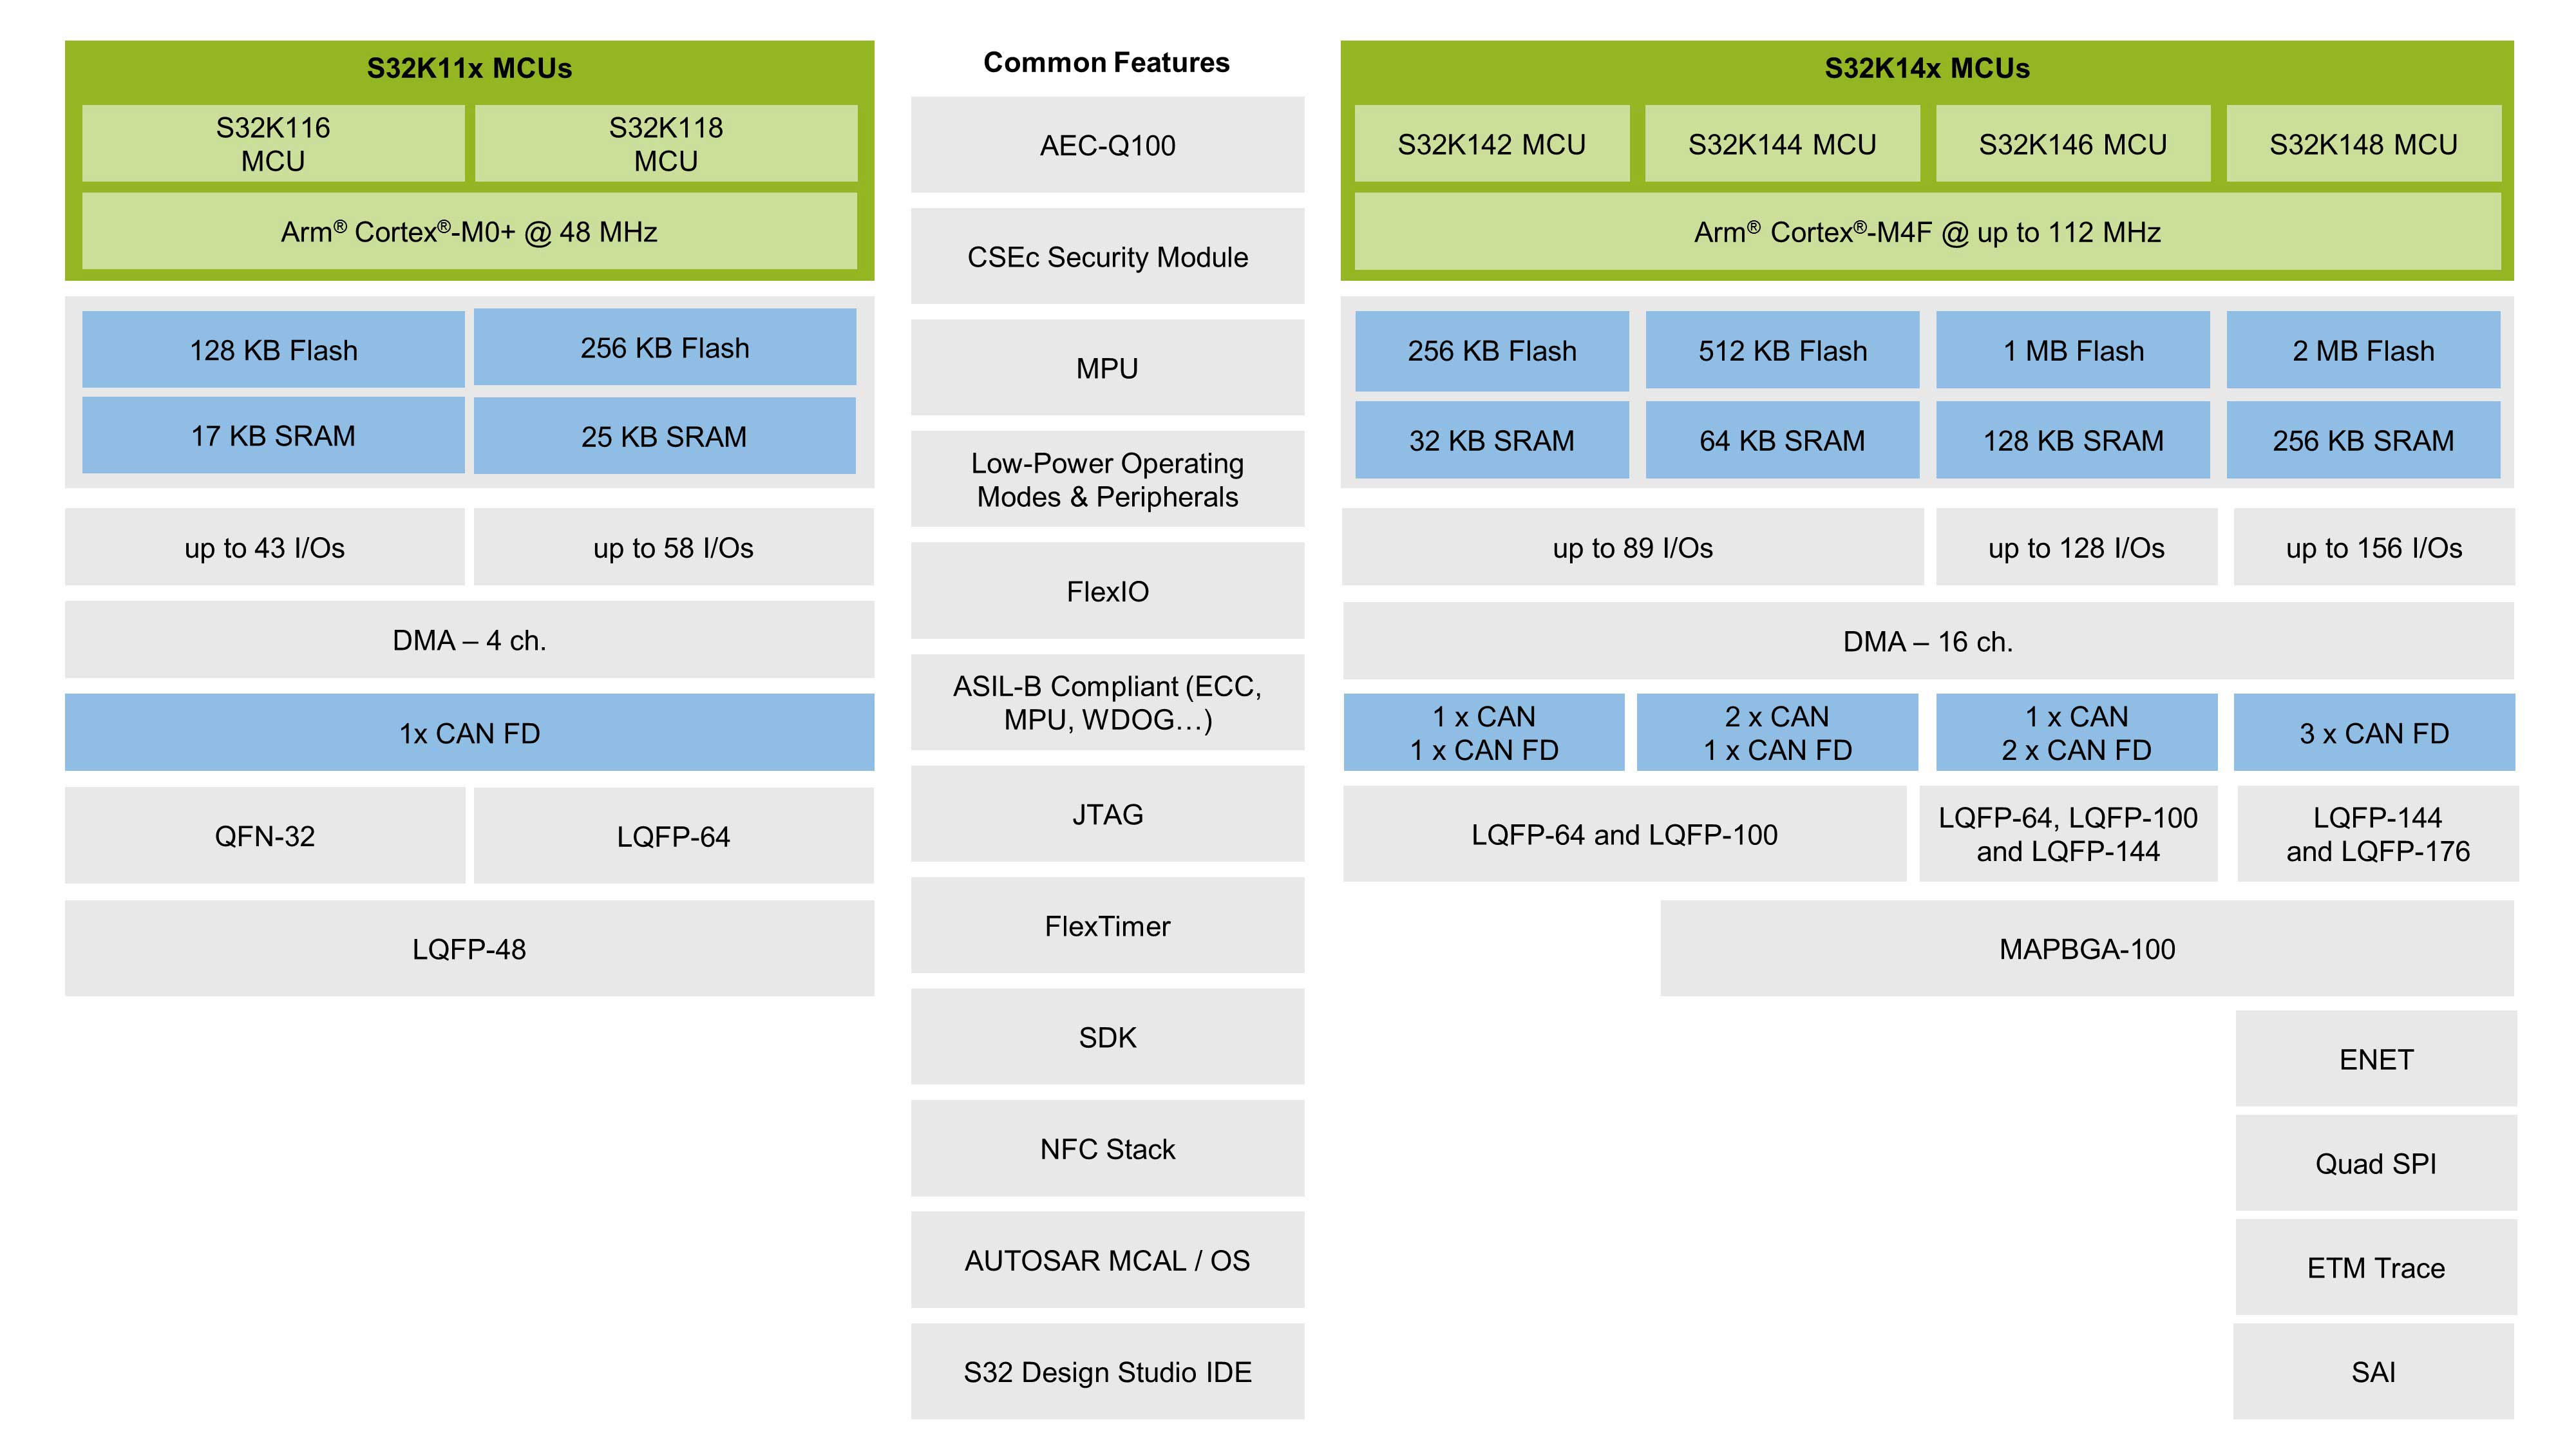 S32K11x MCUs
S32K116
MCU
S32K118
MCU
Arm® Cortex®-M0+ @ 48 MHz
128 KB Flash
256 KB Flash
17 KB SRAM
25 KB SRAM
up to 43 I/Os
up to 58 I/Os
DMA – 4 ch.
1x CAN FD
QFN-32
LQFP-64
LQFP-48
Common Features
AEC-Q100
CSEc Security Module
MPU
Low-Power Operating
Modes & Peripherals
FlexIO
ASIL-B Compliant (ECC,
MPU, WDOG…)
JTAG
FlexTimer
SDK
NFC Stack
AUTOSAR MCAL / OS
S32 Design Studio IDE
S32K14x MCUs
S32K142 MCU
S32K144 MCU
S32K146 MCU
S32K148 MCU
Arm® Cortex®-M4F @ up to 112 MHz
256 KB Flash
512 KB Flash
1 MB Flash
2 MB Flash
32 KB SRAM
64 KB SRAM
128 KB SRAM
256 KB SRAM
up to 89 I/Os
up to 128 I/Os
up to 156 I/Os
DMA – 16 ch.
1 x CAN
1 x CAN FD
2 x CAN
1 x CAN FD
1 x CAN
2 x CAN FD
3 x CAN FD
LQFP-64 and LQFP-100
LQFP-64, LQFP-100
and LQFP-144
LQFP-144
and LQFP-176
MAPBGA-100
ENET
Quad SPI
ETM Trace
SAI